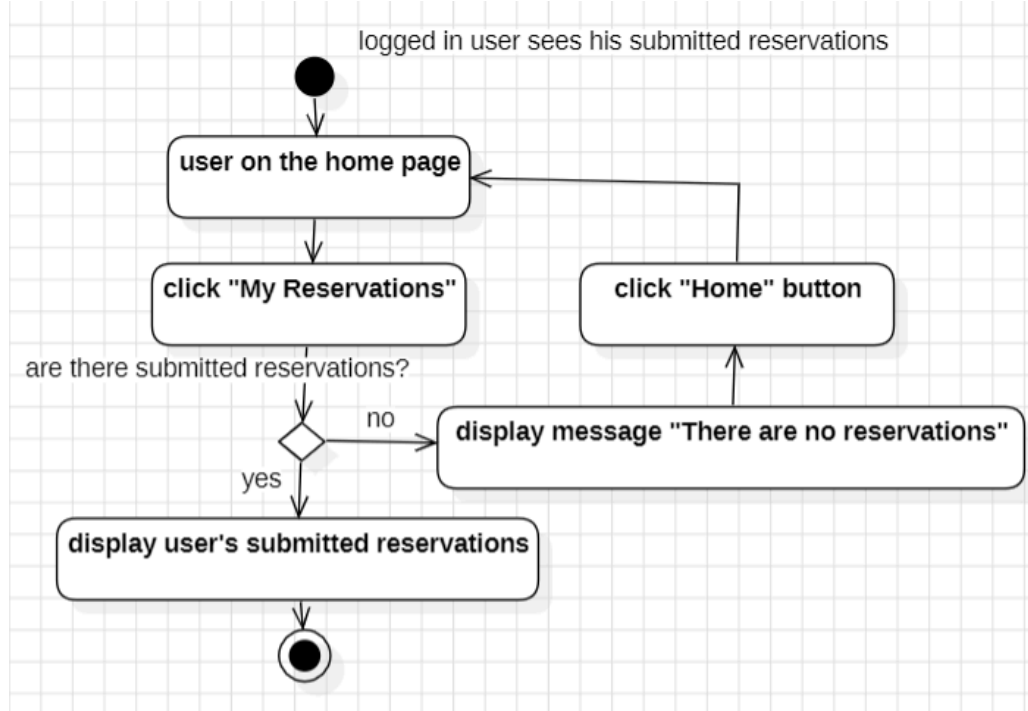 logged in user sees his submitted reservations
user on the home page
click "My Reservations"
click "Home" button
are there submitted reservations?
no
display message "There are no reservations"
yes
display user's submitted reservations